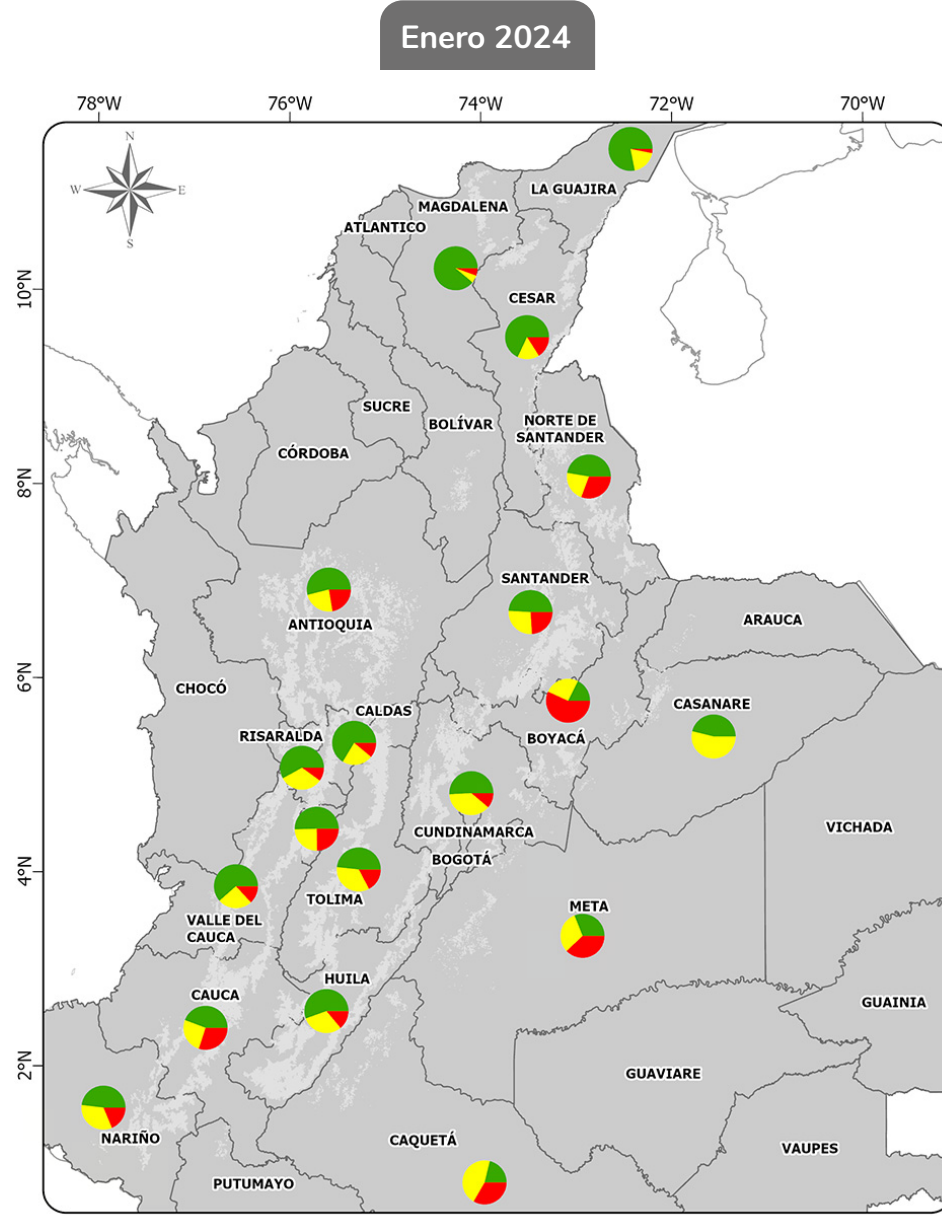 Enero 2024
78°W
76°W
74°W
72°W
70°W
N
W
E
S
LA GUAJIRA
MAGDALENA
ATLANTICO
10°N
CESAR
SUCRE
BOLÍVAR
NORTE DE
SANTANDER
CÓRDOBA
8°N
SANTANDER
ANTIOQUIA
ARAUCA
6°N
CHOCÓ
CALDAS
CASANARE
RISARALDA
BOYACÁ
CUNDINAMARCA
VICHADA
BOGOTÁ
4°N
TOLIMA
META
VALLE DEL
CAUCA
HUILA
CAUCA
GUAINIA
2°N
GUAVIARE
NARIÑO
CAQUETÁ
VAUPES
PUTUMAYO